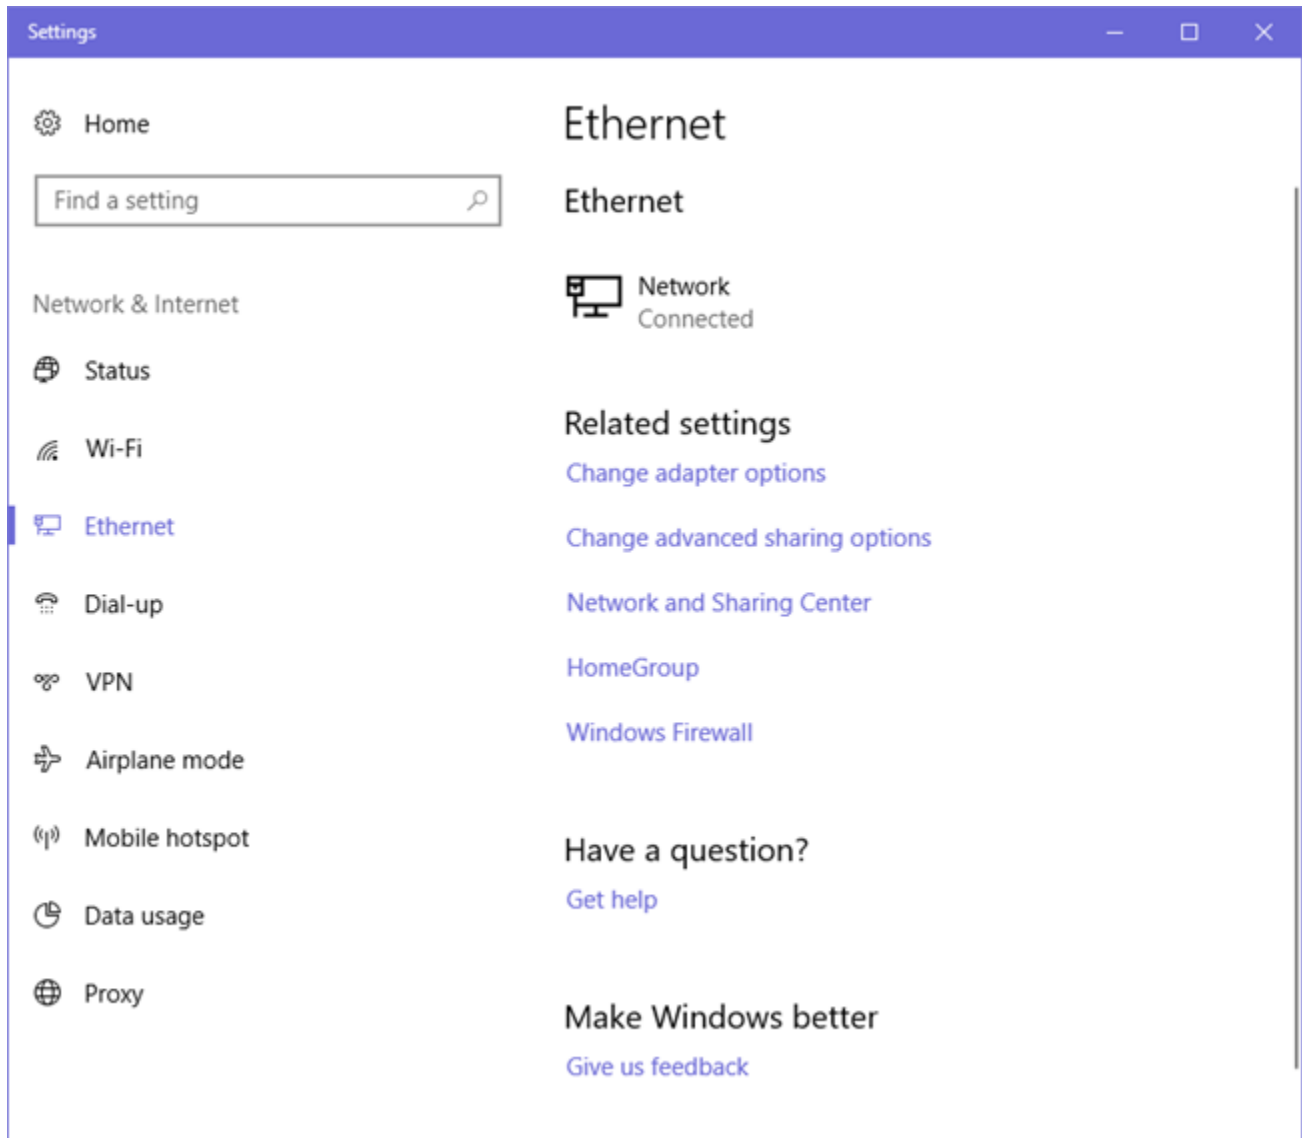 Settings
Home
Find a setting
Network & Internet
Status
Wi-Fi
Ethernet
Dial-up
VPN
Airplane mode
Mobile hotspot
Data usage
Proxy
Ethernet
Ethernet
Network
Connected
Related settings
Change adapter options
Change advanced sharing options
Network and Sharing Center
HomeGroup
Windows Firewall
Have a question?
Get help
Make Windows better
Give us feedback